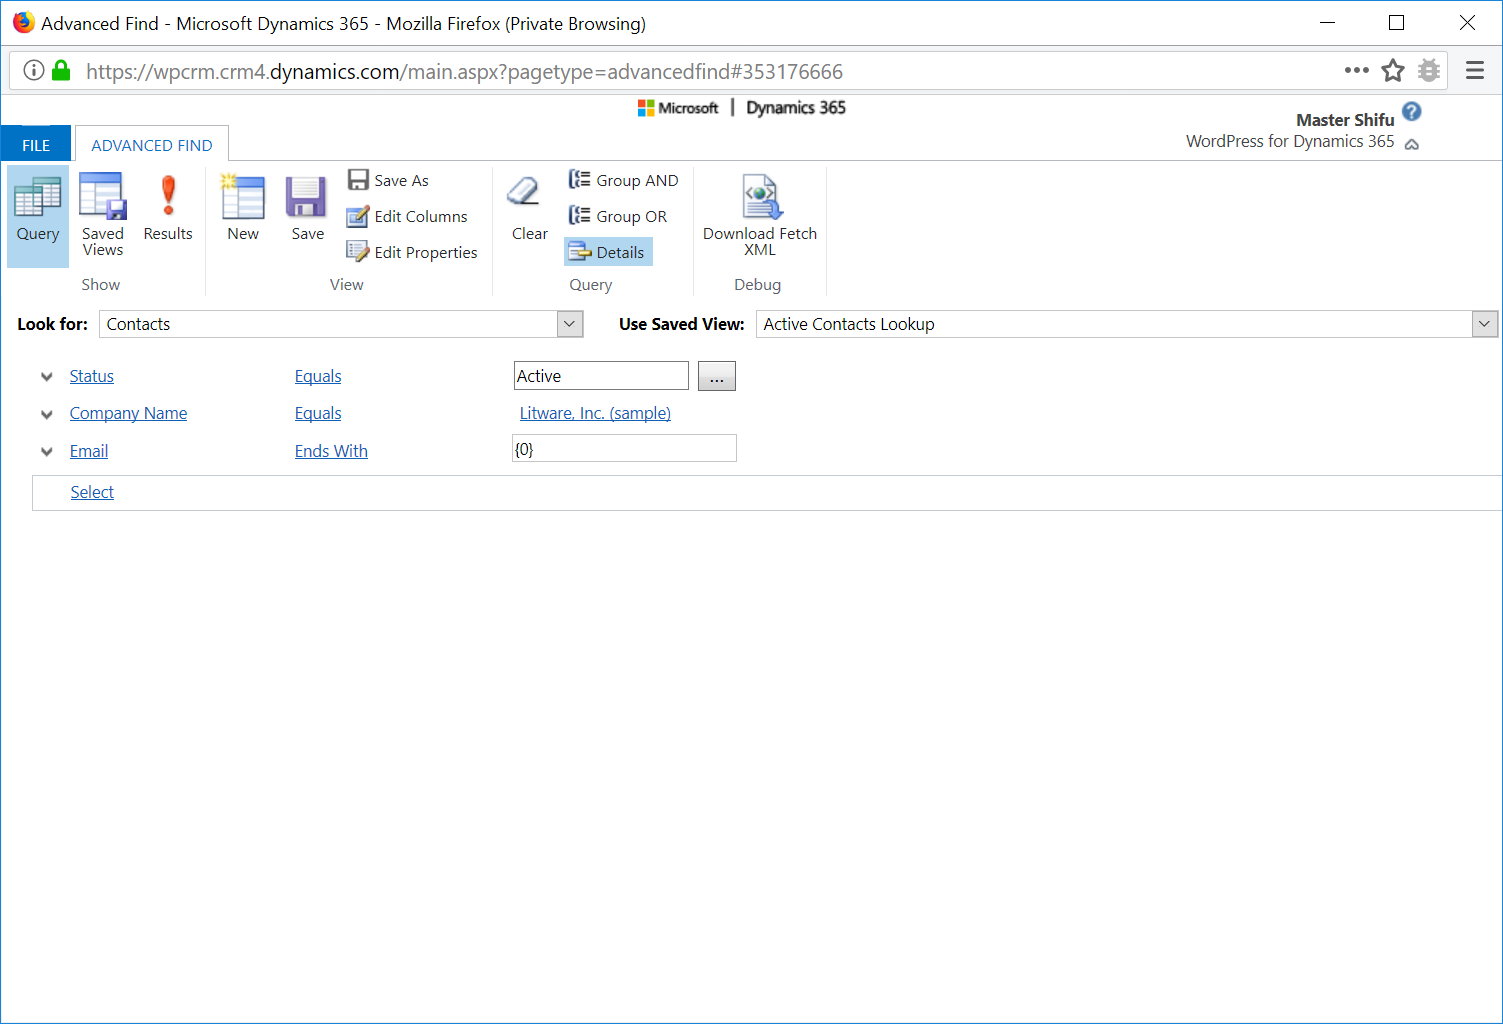 Advanced Find - Microsoft Dynamics 365 - Mozilla Firefox (Private Browsing)
https://wpcrm.crm4.dynamics.com/main.aspx?pagetype=advancedfind#353176666
Microsoft | Dynamics 365
Master Shifu
WordPress for Dynamics 365
FILE
ADVANCED FIND
Query
Saved Views
Results
Show
New
Save
Save As
Edit Columns
Edit Properties
View
Clear
Group AND
Group OR
Details
Query
Download Fetch XML
Debug
Look for: Contacts
Use Saved View: Active Contacts Lookup
Status Equals Active ...
Company Name Equals Litware, Inc. (sample)
Email Ends With {0}
Select